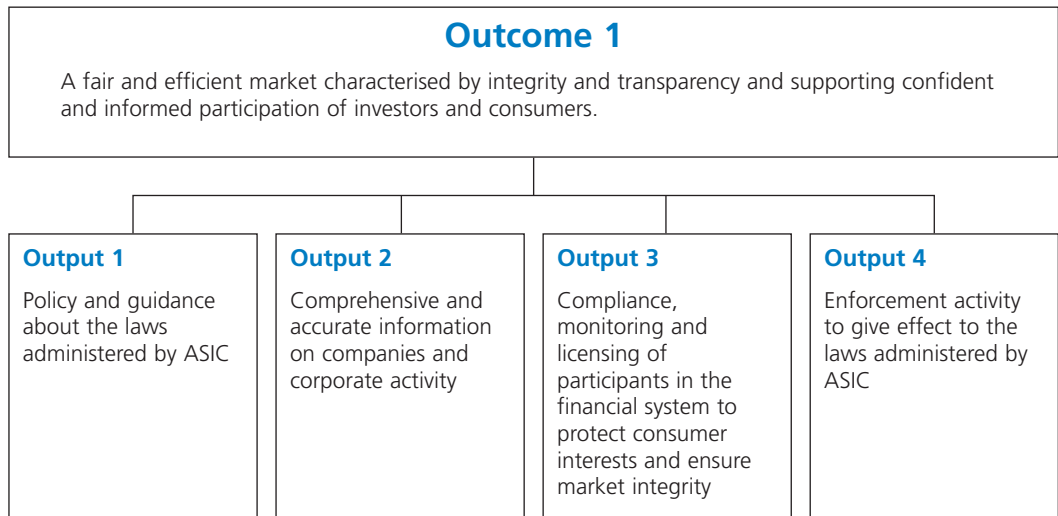 Outcome 1
A fair and efficient market characterised by integrity and transparency and supporting confident
and informed participation of investors and consumers.
Output 1
Policy and guidance
about the laws
administered by ASIC
Output 2
Comprehensive and
accurate information
on companies and
corporate activity
Output 3
Compliance,
monitoring and
licensing of
participants in the
financial system to
protect consumer
interests and ensure
market integrity
Output 4
Enforcement activity
to give effect to the
laws administered by
ASIC